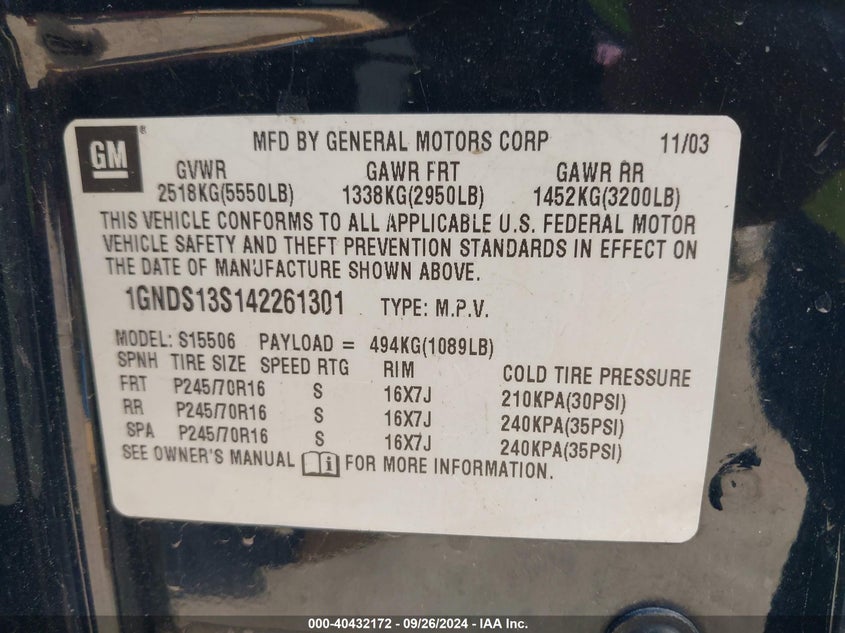 GM® MFD BY GENERAL MOTORS CORP 11/03
GVWR GAWR FRT GAWR RR
2518KG(5550LB) 1338KG(2950LB) 1452KG(3200LB)
THIS VEHICLE CONFORMS TO ALL APPLICABLE U.S. FEDERAL MOTOR
VEHICLE SAFETY AND THEFT PREVENTION STANDARDS IN EFFECT ON
THE DATE OF MANUFACTURE SHOWN ABOVE.
1GNDS13S142261301 TYPE: M.P.V.
MODEL: S15506 PAYLOAD = 494KG(1089LB)
SPNH TIRE SIZE SPEED RTG RIM COLD TIRE PRESSURE
FRT P245/70R16 S 16X7J 210KPA(30PSI)
RR P245/70R16 S 16X7J 240KPA(35PSI)
SPA P245/70R16 S 16X7J 240KPA(35PSI)
SEE OWNER'S MANUAL i FOR MORE INFORMATION.
000-40432172 - 09/26/2024 - IAA Inc.